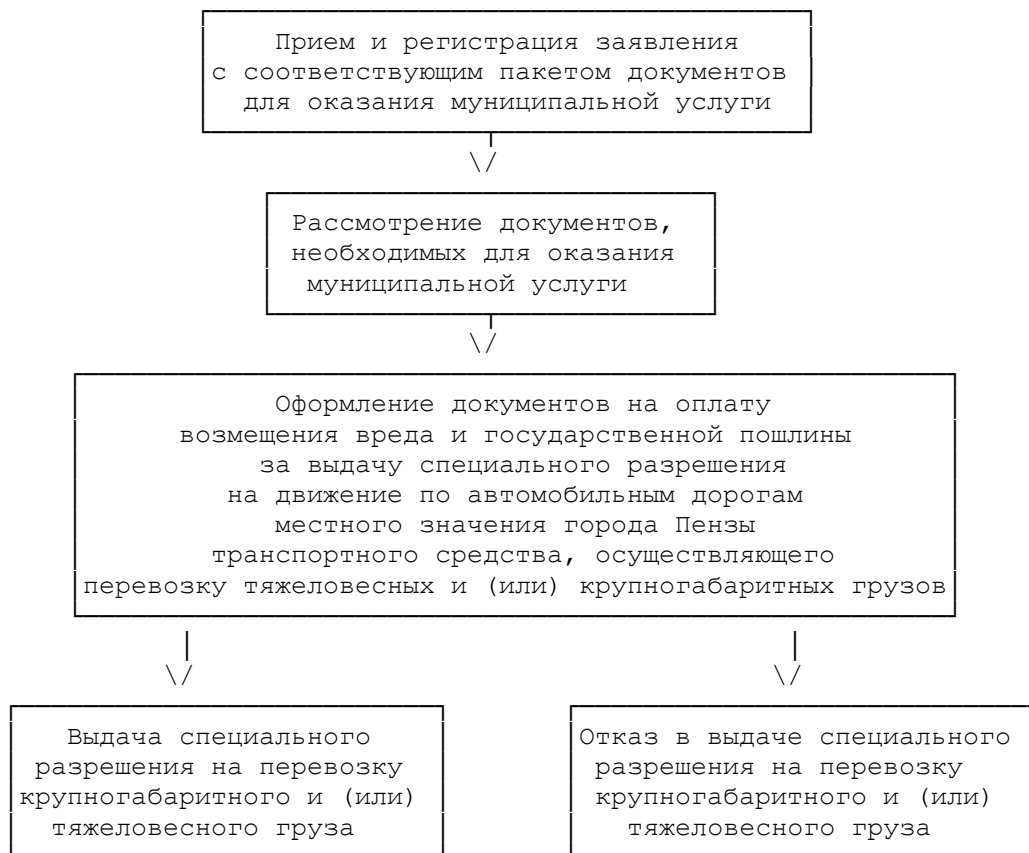 Прием и регистрация заявления
с соответствующим пакетом документов
для оказания муниципальной услуги
Рассмотрение документов,
необходимых для оказания
муниципальной услуги
Оформление документов на оплату
возмещения вреда и государственной пошлины
за выдачу специального разрешения
на движение по автомобильным дорогам
местного значения города Пензы
транспортного средства, осуществляющего
перевозку тяжеловесных и (или) крупногабаритных грузов
Выдача специального
разрешения на перевозку
крупногабаритного и (или)
тяжеловесного груза
Отказ в выдаче специального
разрешения на перевозку
крупногабаритного и (или)
тяжеловесного груза